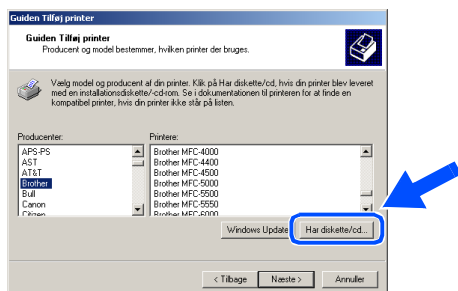 Guiden Tilføj printer
Guiden Tilføj printer
Producent og model bestemmer, hvilken printer der bruges.
Vælg model og producent af din printer. Klik på Har diskette/cd, hvis din printer blev leveret
med en installationsdiskette/-cd-rom. Se i dokumentationen til printeren for at finde en
kompatibel printer, hvis din printer ikke står på listen.
Producenter:
APS-PS
AST
AT&T
Brother
Bull
Canon
Citizen
Printere:
Brother MFC-4000
Brother MFC-4400
Brother MFC-4500
Brother MFC-5000
Brother MFC-5500
Brother MFC-5550
Brother MFC-6000
Windows Update
Har diskette/cd...
< Tilbage
Næste >
Annuller